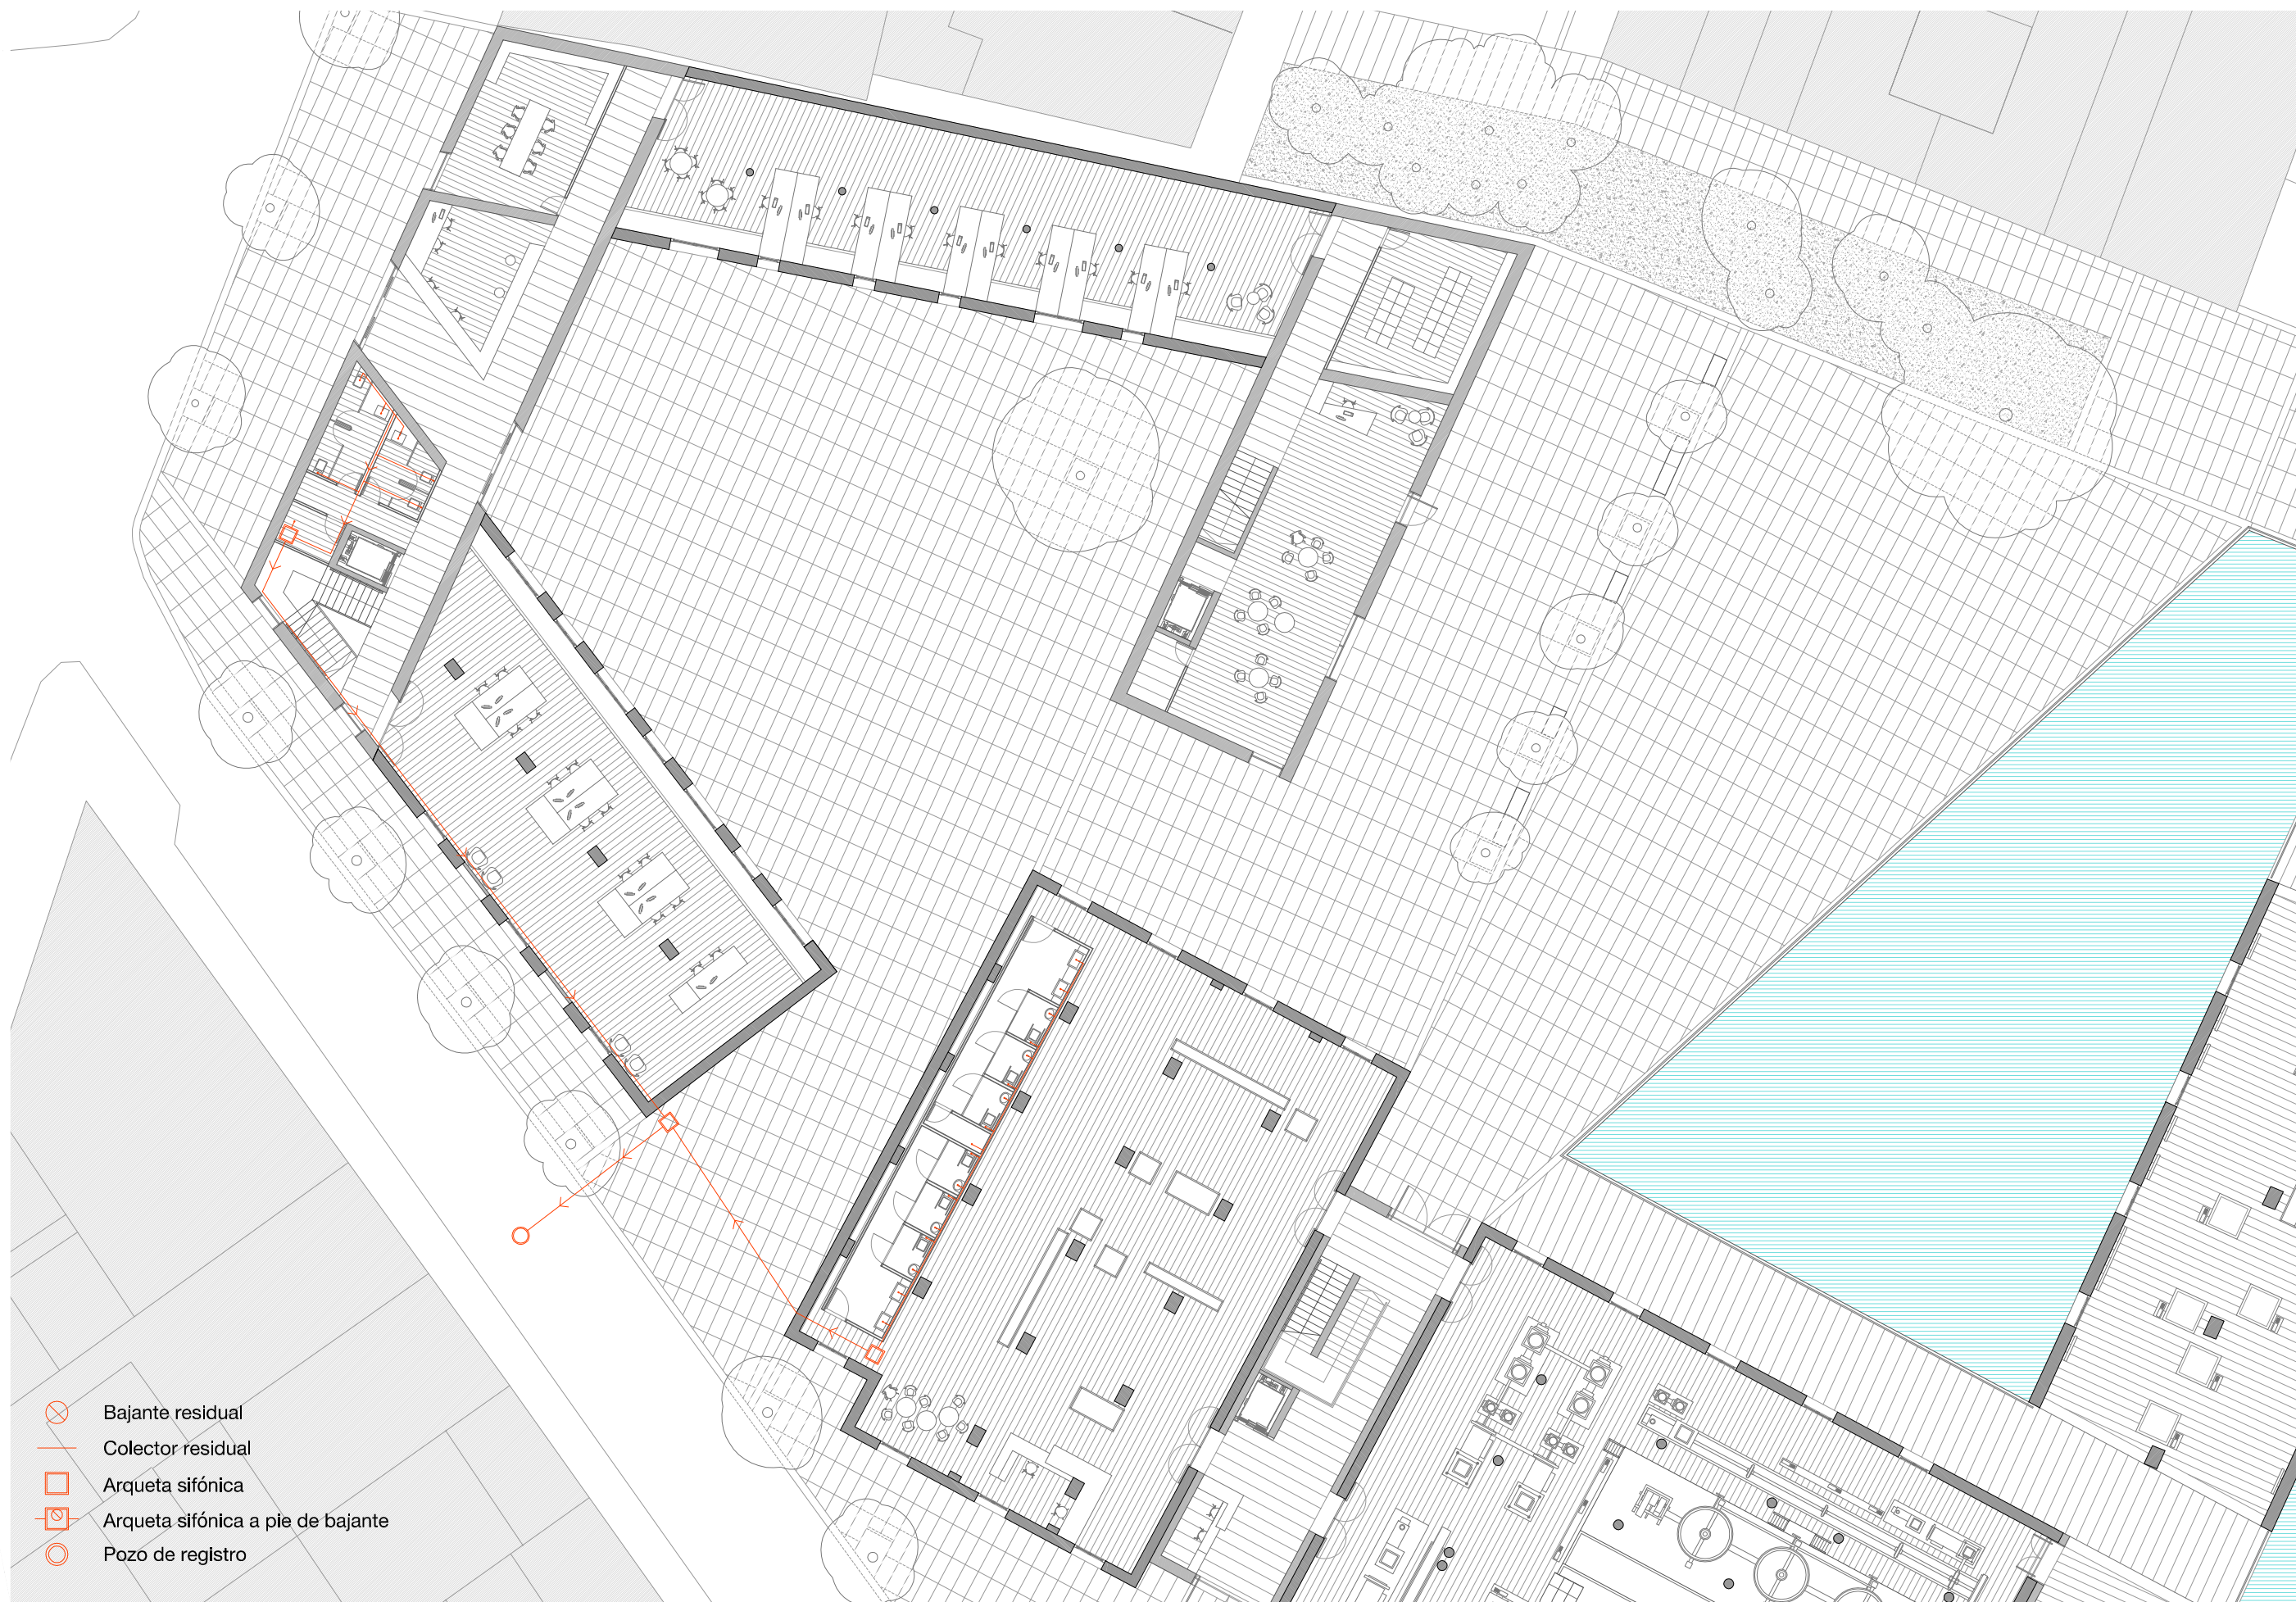 Bajante residual
Colector residual
Arqueta sifónica
Arqueta sifónica a pie de bajante
Pozo de registro